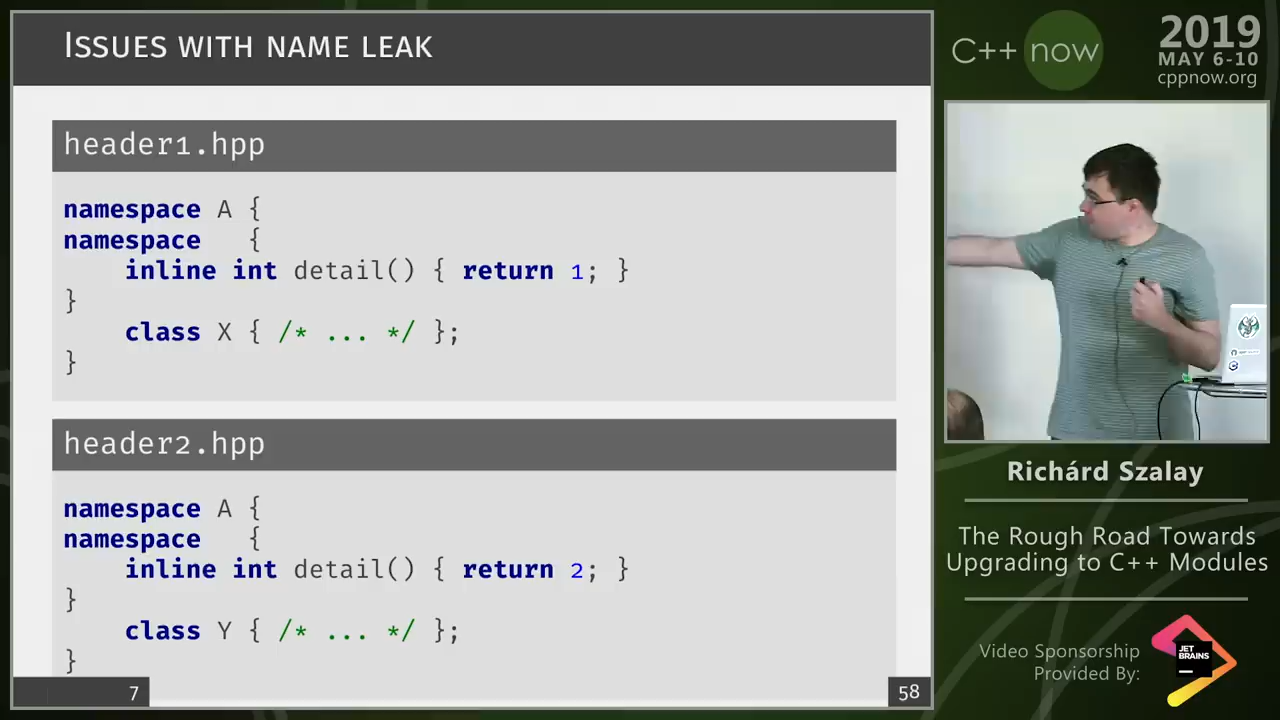 ISSUES WITH NAME LEAK
header1.hpp
namespace A {
namespace   {
    inline int detail() { return 1; }
}
    class X { /* ... */ };
}
header2.hpp
namespace A {
namespace   {
    inline int detail() { return 2; }
}
    class Y { /* ... */ };
}
7
58
C++ now
2019
MAY 6-10
cppnow.org
Richárd Szalay
The Rough Road Towards
Upgrading to C++ Modules
Video Sponsorship
Provided By:
JET
BRAINS